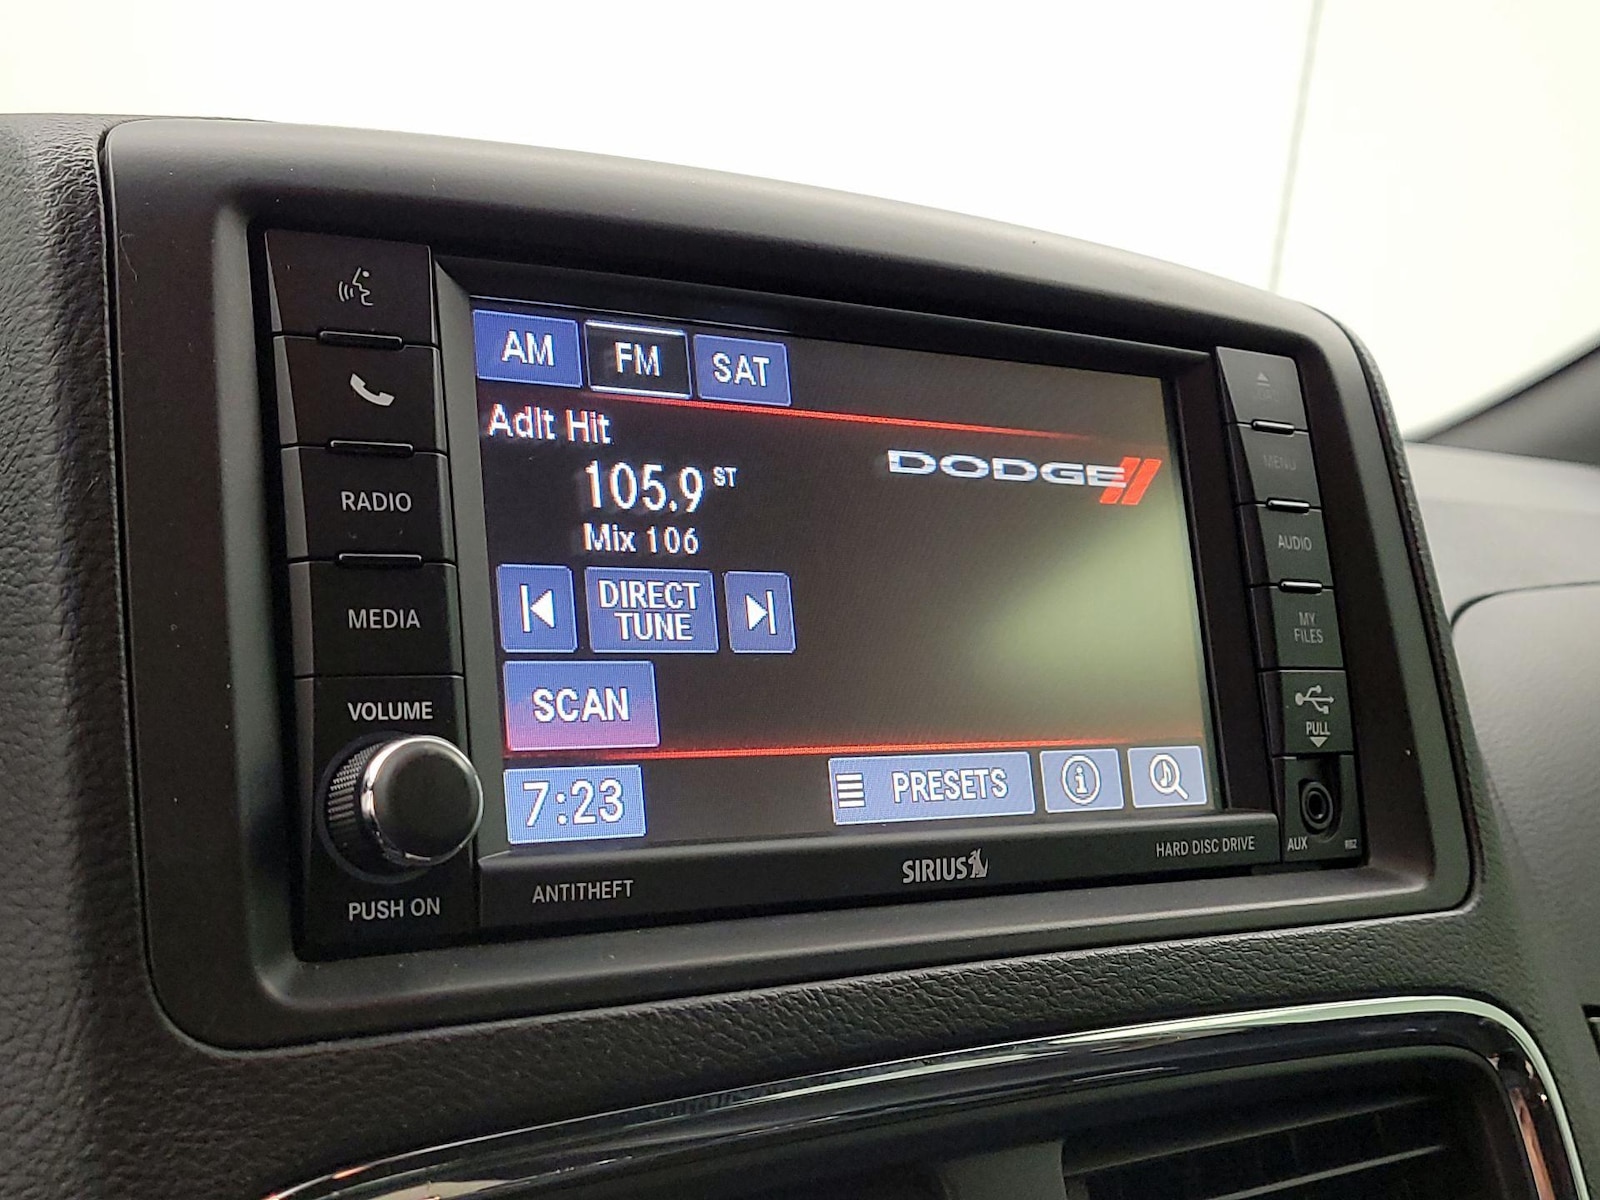 AM FM SAT
Adlt Hit
105.9 ST
Mix 106
DIRECT
TUNE
SCAN
7:23
PRESETS
DODGE
RADIO
MEDIA
VOLUME
PUSH ON
MENU
AUDIO
MY
FILES
PULL
AUX
ANTITHEFT
SIRIUS
HARD DISC DRIVE